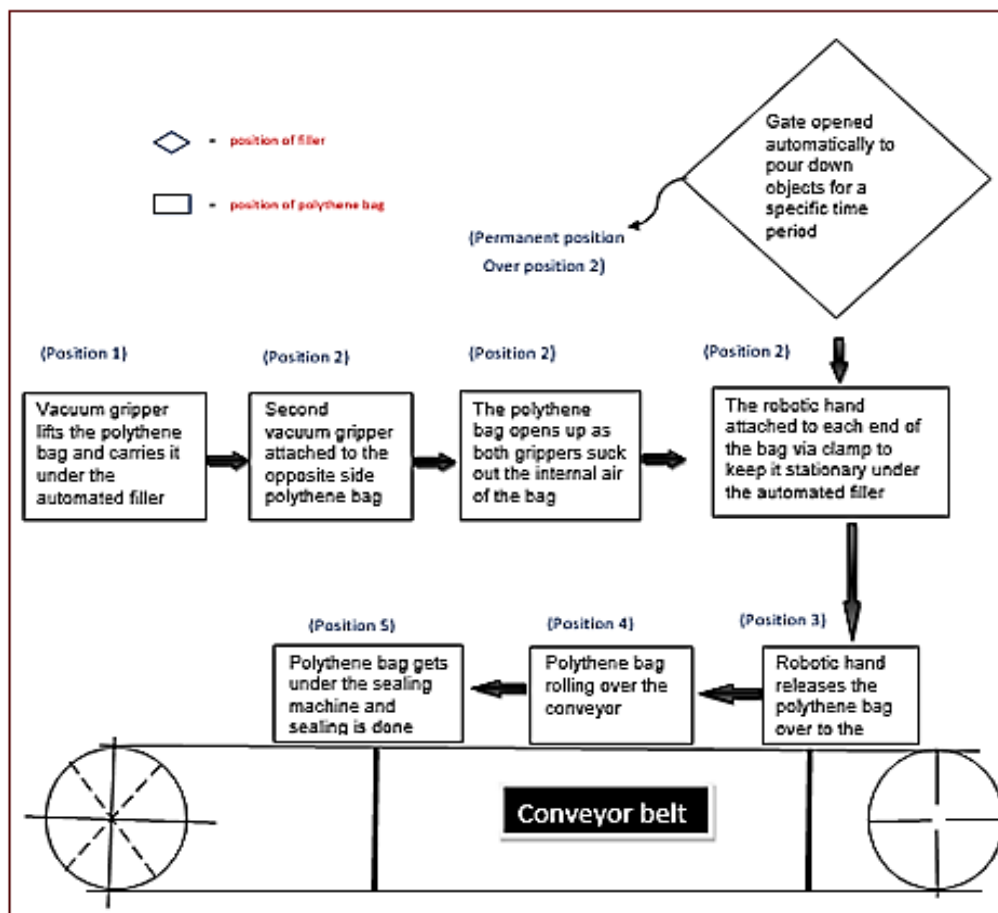 = position of filler
= position of polythene bag
Gate opened
automatically to
pour down
objects for a
specific time
period
(Permanent position
Over position 2)
(Position 1)
Vacuum gripper
lifts the polythene
bag and carries it
under the
automated filler
(Position 2)
Second
vacuum gripper
attached to the
opposite side
polythene bag
(Position 2)
The polythene
bag opens up as
both grippers suck
out the internal air
of the bag
(Position 2)
The robotic hand
attached to each end of
the bag via clamp to
keep it stationary under
the automated filler
(Position 3)
Robotic hand
releases the
polythene bag
over to the
(Position 4)
Polythene bag
rolling over the
conveyor
(Position 5)
Polythene bag gets
under the sealing
machine and
sealing is done
Conveyor belt